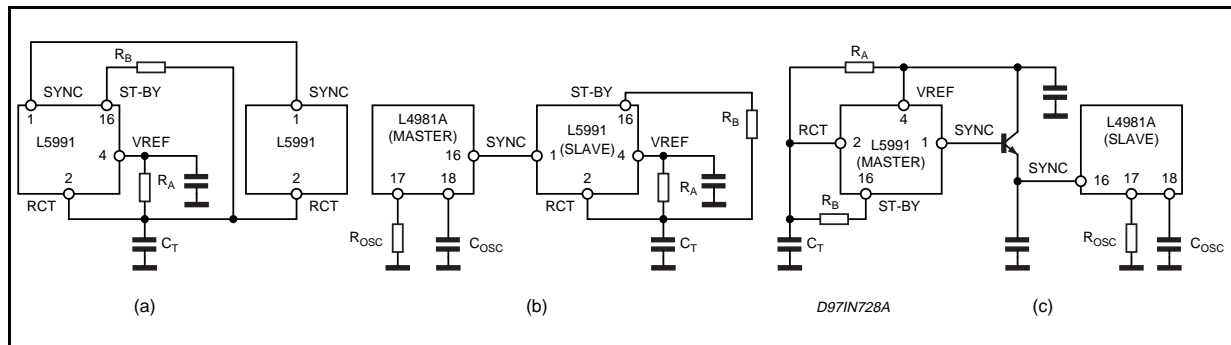 R_B
SYNC
SYNC
1
16
1
L5991
4
VREF
L5991
R_A
2
2
RCT
RCT
C_T
(a)
ST-BY
L4981A
(MASTER)
16
SYNC
16
R_B
1
L5991
(SLAVE)
4
VREF
17
18
2
R_A
RCT
R_OSC
C_OSC
C_T
(b)
R_A
VREF
4
RCT
2
L5991
(MASTER)
1
SYNC
L4981A
(SLAVE)
SYNC
16
17
18
16
ST-BY
R_B
C_T
R_OSC
C_OSC
D97IN728A
(c)
ST-BY